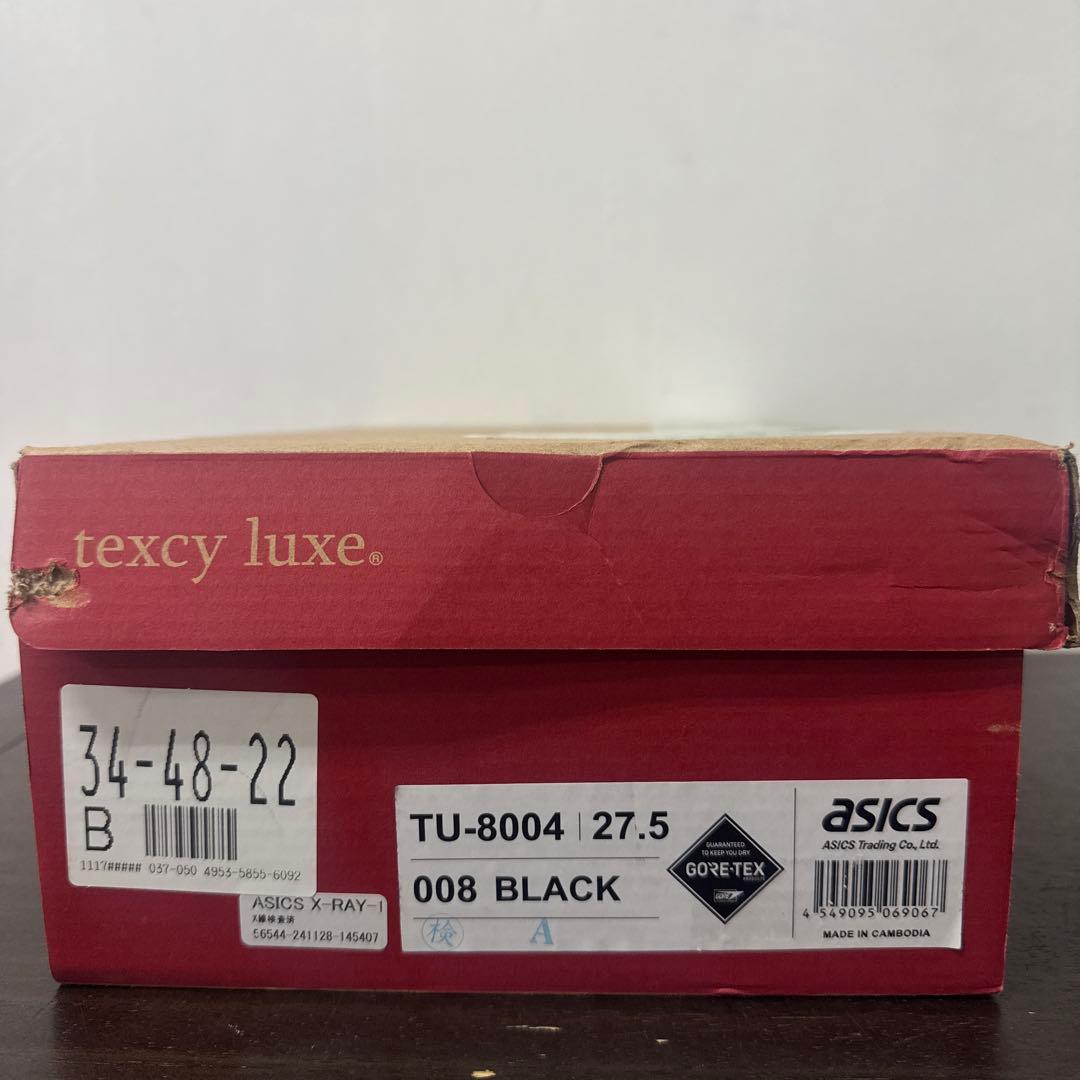 texcy luxe®
34-48-22
B
1117##### 037-050 4953-5855-6092
ASICS X-RAY-1
X線検査済
56544-241128-145407
TU-8004 | 27.5
008 BLACK
検 A
GUARANTEED
TO KEEP YOU DRY
GORE-TEX
PRODUCTS
asics
ASICS Trading Co., Ltd.
4 549095 069067
MADE IN CAMBODIA